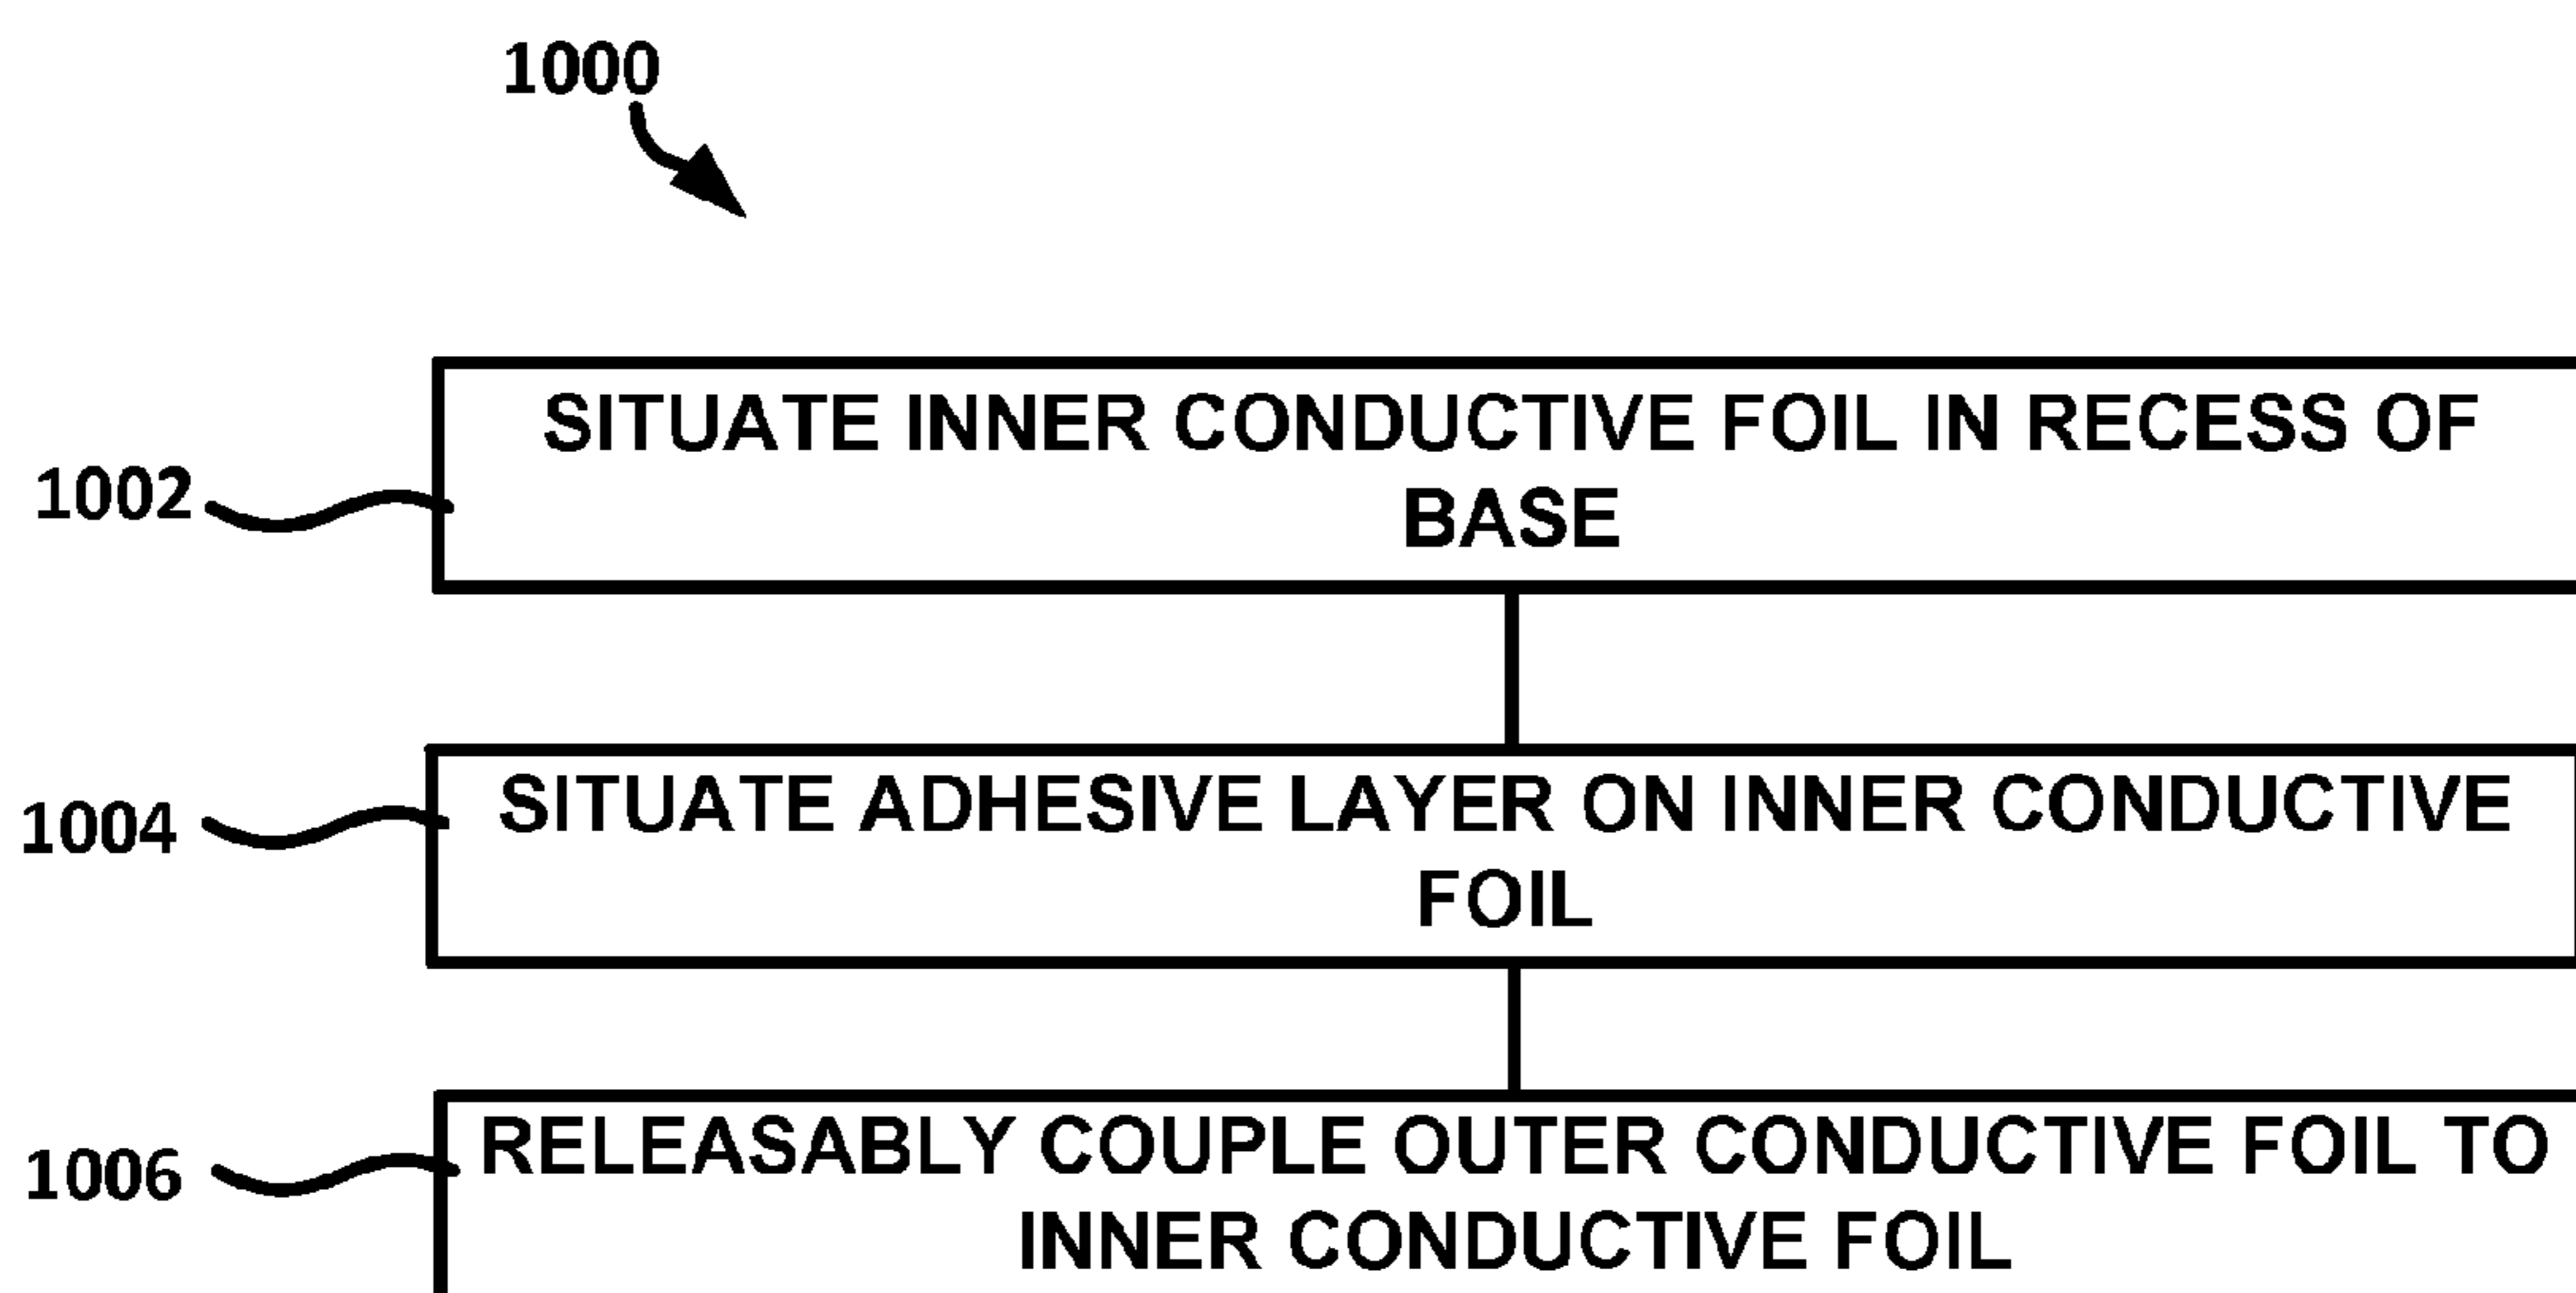 1000
SITUATE INNER CONDUCTIVE FOIL IN RECESS OF
BASE
1002
SITUATE ADHESIVE LAYER ON INNER CONDUCTIVE
FOIL
1004
RELEASABLY COUPLE OUTER CONDUCTIVE FOIL TO
INNER CONDUCTIVE FOIL
1006